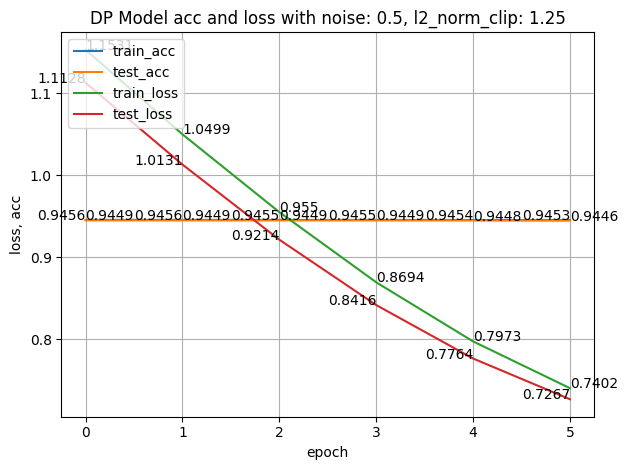 DP Model acc and loss with noise: 0.5, l2_norm_clip: 1.25
train_acc
test_acc
train_loss
test_loss
1.1531
1.1128
1.0499
1.0131
0.955
0.9456 0.9449 0.9456 0.9449 0.9455 0.9449 0.9455 0.9449 0.9454 0.9448 0.9453 0.9446
0.9214
0.8694
0.8416
0.7973
0.7764
0.7402
0.7267
1.1
1.0
0.9
0.8
loss, acc
0 1 2 3 4 5
epoch